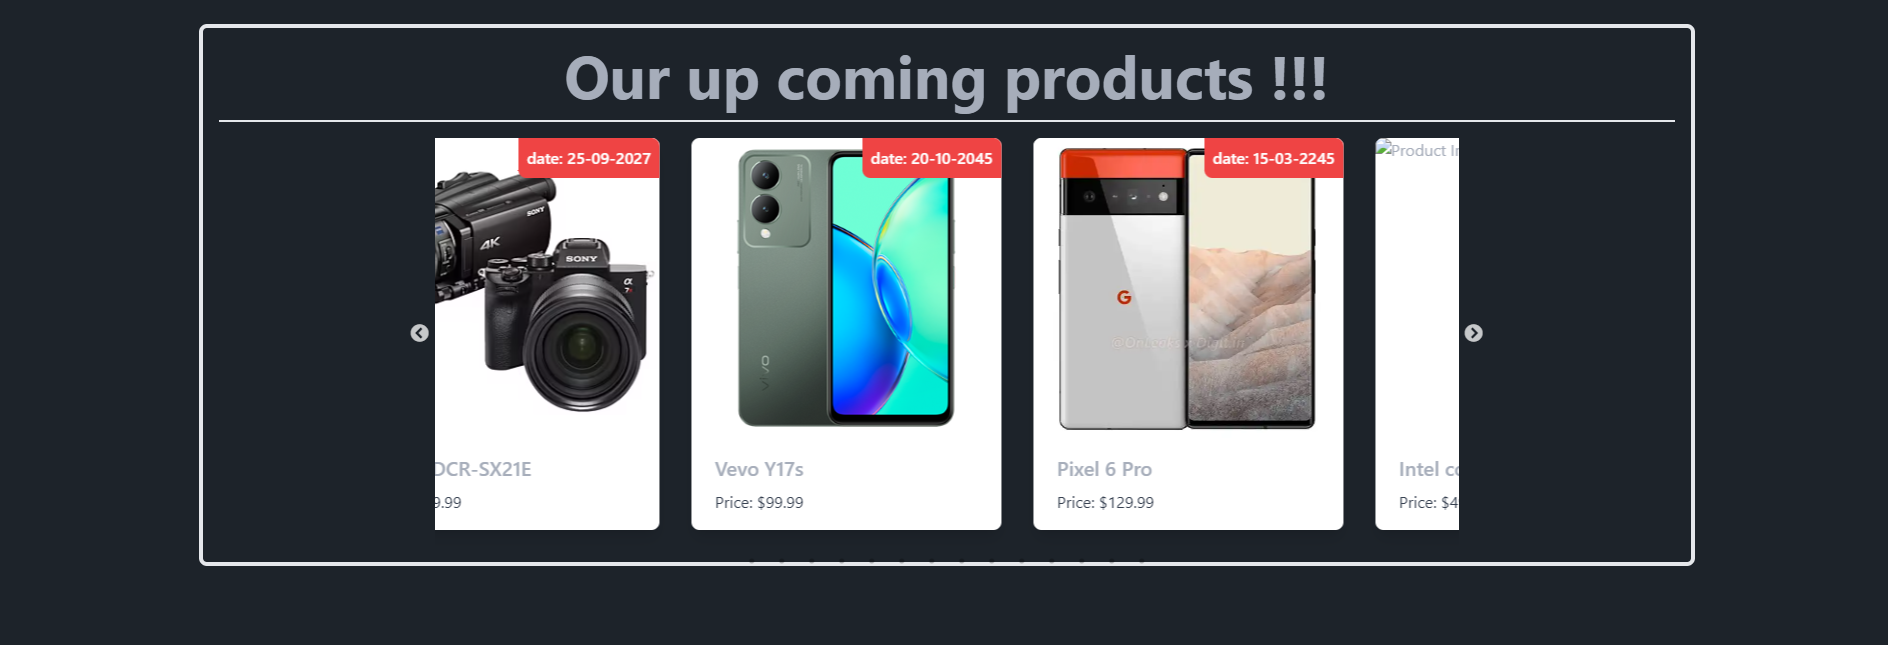 Our up coming products !!!
date: 25-09-2027
date: 20-10-2045
date: 15-03-2245
Product
SONY
4K
SONY
α
7R
vivo
G
DCR-SX21E
Vevo Y17s
Pixel 6 Pro
Intel
9.99
Price: $99.99
Price: $129.99
Price: $4